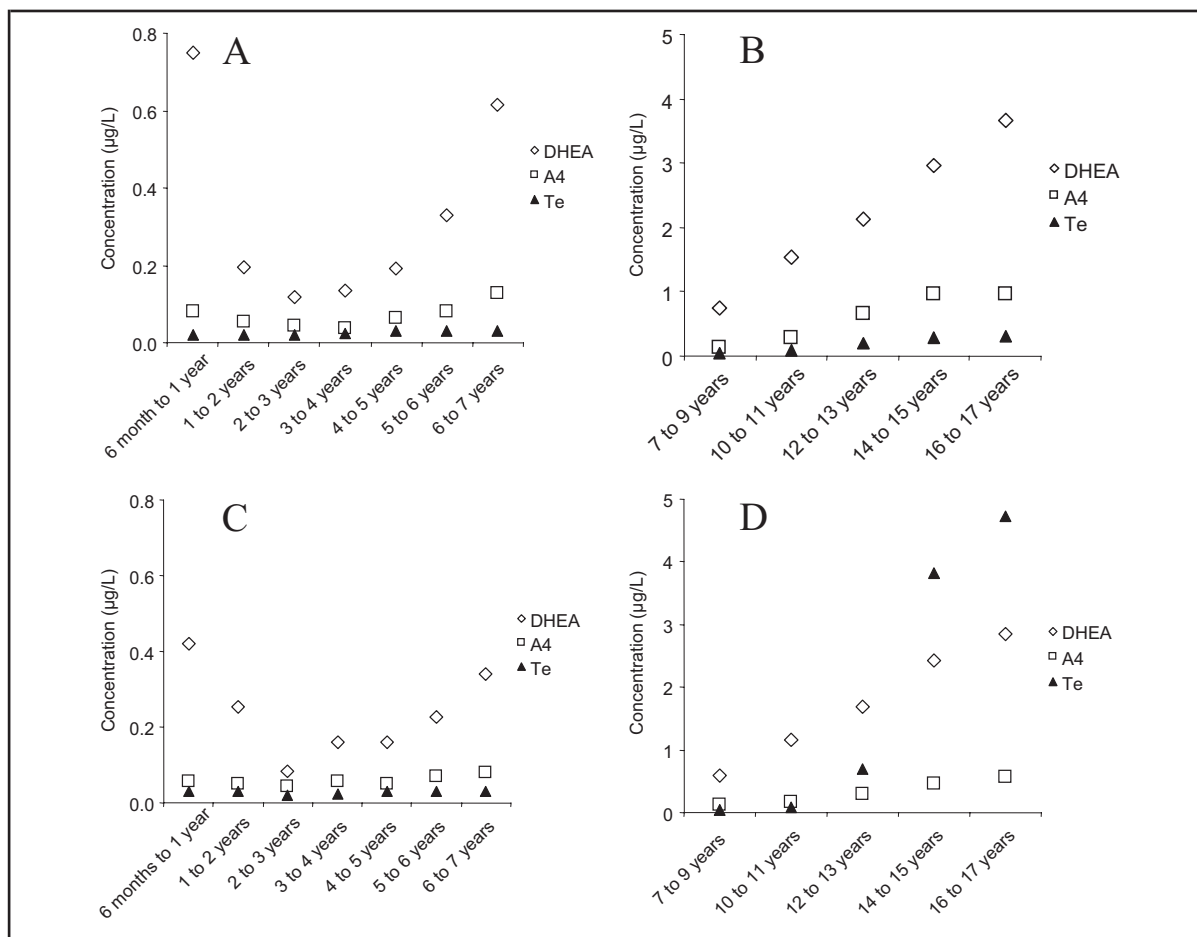 A
Concentration (µg/L)
0.8
0.6
0.4
0.2
0.0
6 month to 1 year
1 to 2 years
2 to 3 years
3 to 4 years
4 to 5 years
5 to 6 years
6 to 7 years
DHEA
A4
Te
B
Concentration (µg/L)
5
4
3
2
1
0
7 to 9 years
10 to 11 years
12 to 13 years
14 to 15 years
16 to 17 years
DHEA
A4
Te
C
Concentration (µg/L)
0.8
0.6
0.4
0.2
0.0
6 months to 1 year
1 to 2 years
2 to 3 years
3 to 4 years
4 to 5 years
5 to 6 years
6 to 7 years
DHEA
A4
Te
D
Concentration (µg/L)
5
4
3
2
1
0
7 to 9 years
10 to 11 years
12 to 13 years
14 to 15 years
16 to 17 years
DHEA
A4
Te